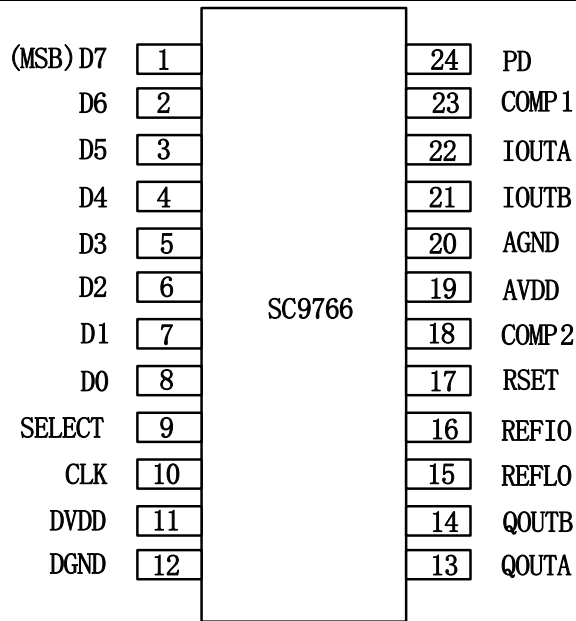 (MSB)D7 1 24 PD
D6 2 23 COMP1
D5 3 22 IOUTA
D4 4 21 IOUTB
D3 5 20 AGND
D2 6 19 AVDD
SC9766
D1 7 18 COMP2
D0 8 17 RSET
SELECT 9 16 REFIO
CLK 10 15 REFLO
DVDD 11 14 QOUTB
DGND 12 13 QOUTA